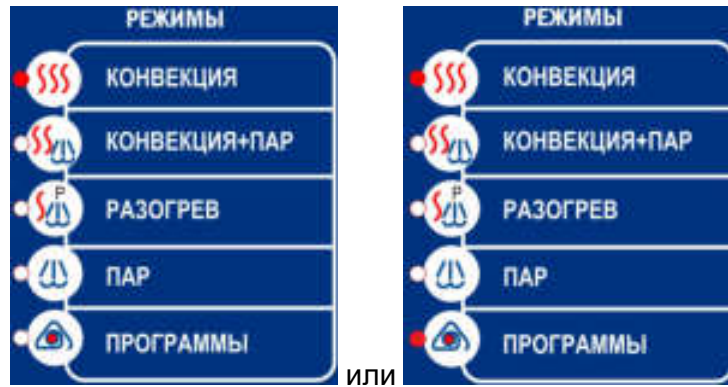 РЕЖИМЫ
КОНВЕКЦИЯ
КОНВЕКЦИЯ+ПАР
P
РАЗОГРЕВ
ПАР
ПРОГРАММЫ
или
РЕЖИМЫ
КОНВЕКЦИЯ
КОНВЕКЦИЯ+ПАР
P
РАЗОГРЕВ
ПАР
ПРОГРАММЫ